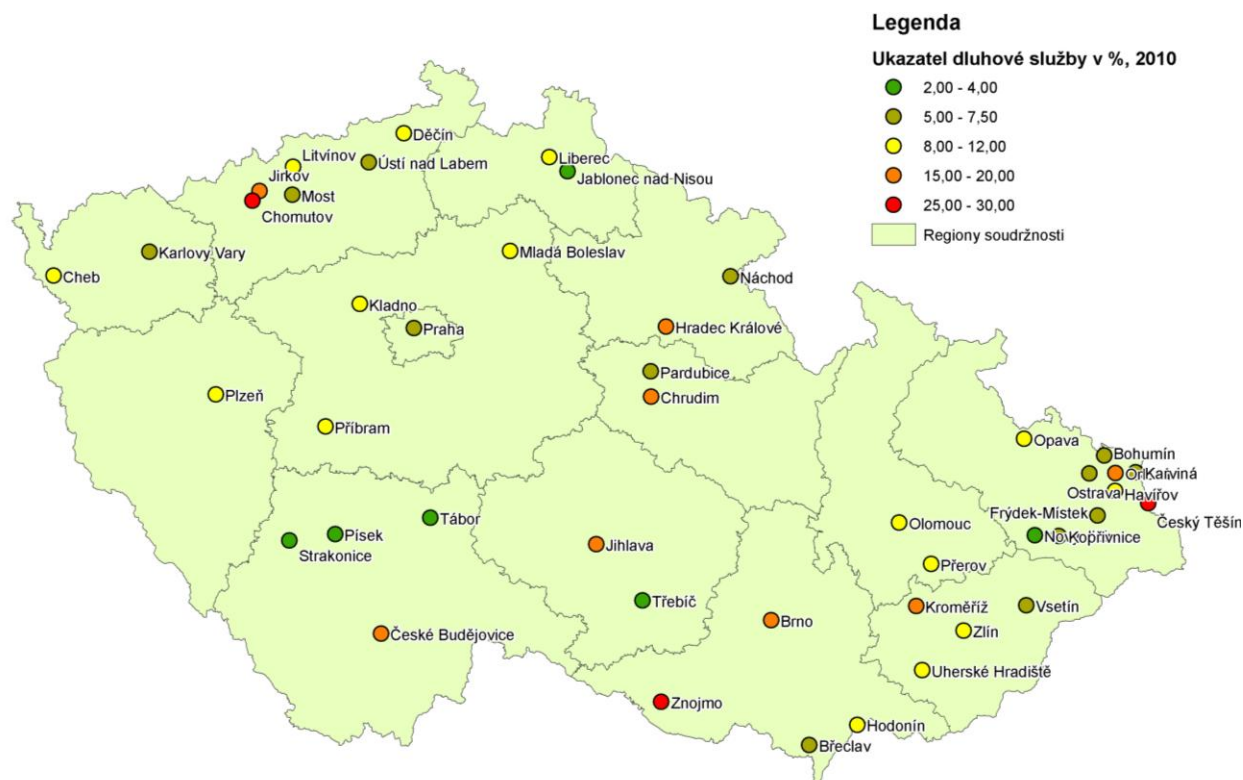 Legenda
Ukazatel dluhové služby v %, 2010
2,00 - 4,00
5,00 - 7,50
8,00 - 12,00
15,00 - 20,00
25,00 - 30,00
Regiony soudržnosti
Děčín
Litvínov
Ústí nad Labem
Liberec
Jirkov
Jablonec nad Nisou
Most
Chomutov
Karlovy Vary
Mladá Boleslav
Cheb
Náchod
Kladno
Praha
Hradec Králové
Pardubice
Plzeň
Chrudim
Příbram
Opava
Bohumín
Karviná
Ostrava
Havířov
Tábor
Frýdek-Místek
Český Těšín
Písek
Olomouc
Kopřivnice
Strakonice
Jihlava
Přerov
Třebíč
Kroměříž
Vsetín
Brno
Zlín
České Budějovice
Uherské Hradiště
Znojmo
Hodonín
Břeclav